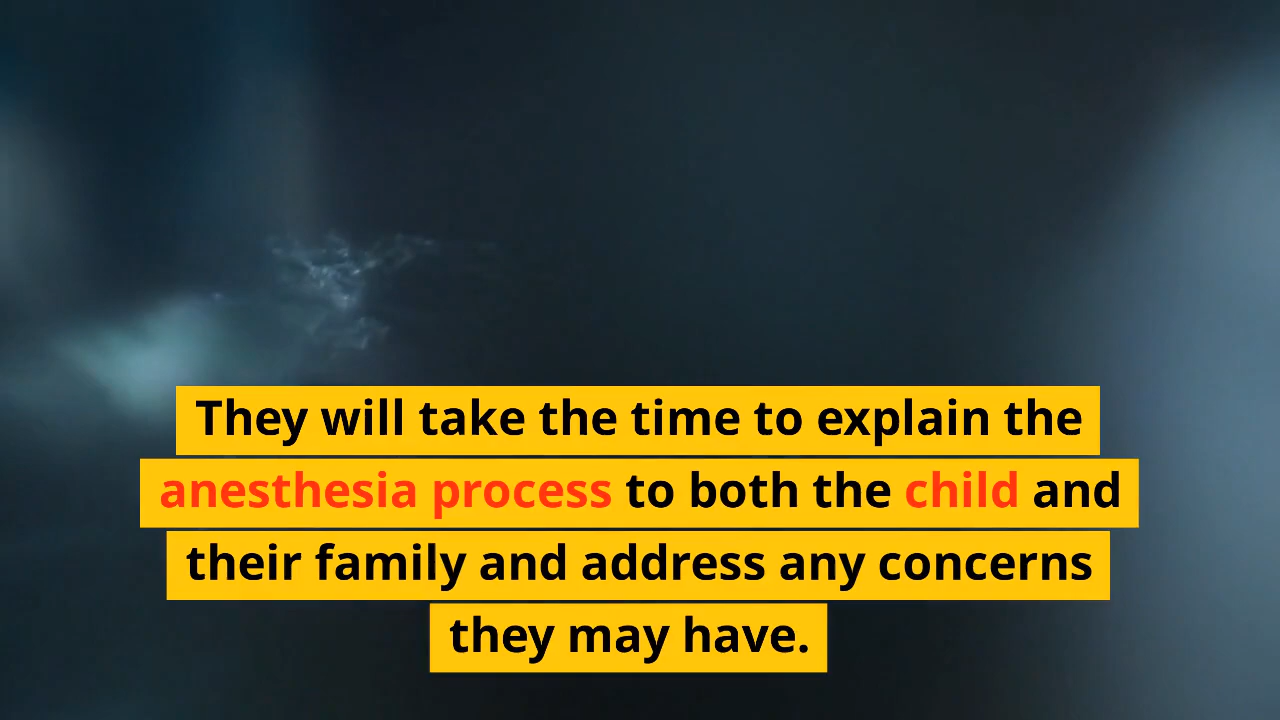 They will take the time to explain the
anesthesia process to both the child and
their family and address any concerns
they may have.